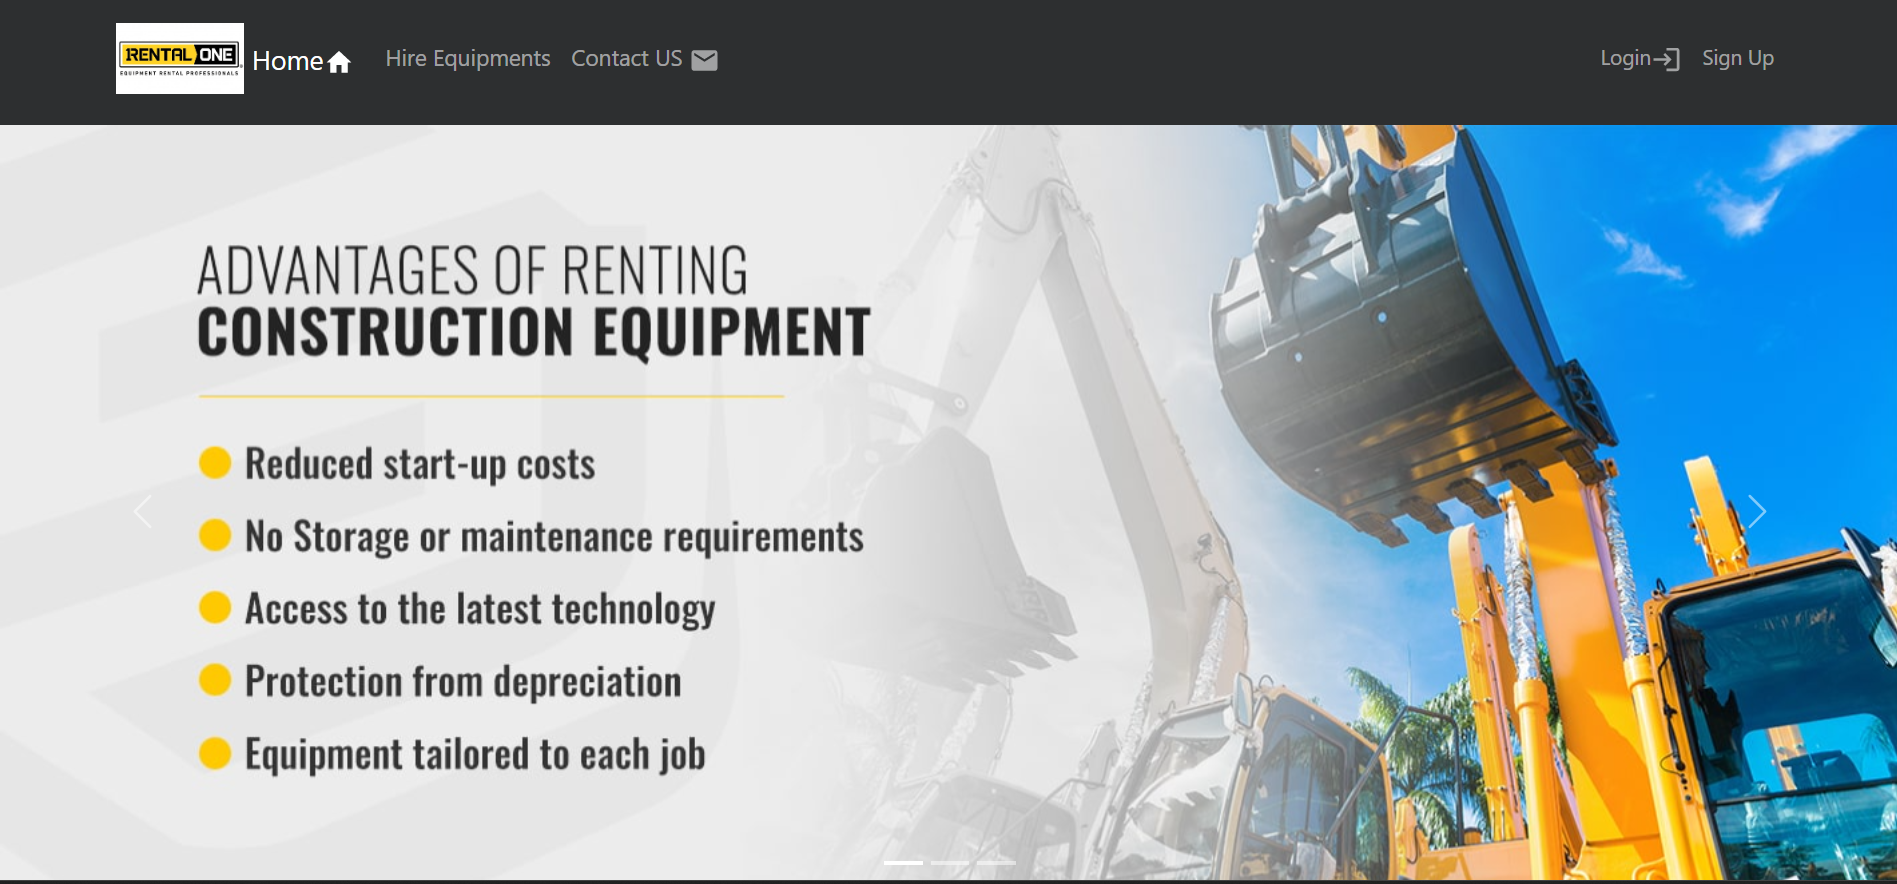 RENTAL ONE
EQUIPMENT RENTAL PROFESSIONALS
Home
Hire Equipments
Contact US
Login
Sign Up
ADVANTAGES OF RENTING
CONSTRUCTION EQUIPMENT
Reduced start-up costs
No Storage or maintenance requirements
Access to the latest technology
Protection from depreciation
Equipment tailored to each job